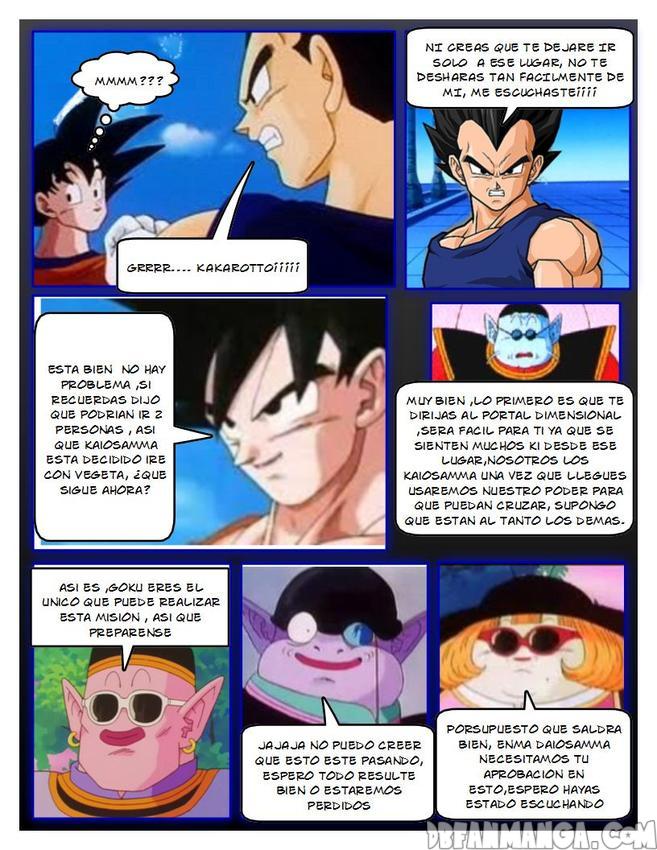 MMMM???
GRRR.... KAKAROTTO¡¡¡¡¡
NI CREAS QUE TE DEJARE IR
SOLO A ESE LUGAR, NO TE
DESHARAS TAN FACILMENTE DE
MI, ME ESCUCHASTE¡¡¡¡
ESTA BIEN NO HAY
PROBLEMA ,SI
RECUERDAS DIJO
QUE PODRIAN IR 2
PERSONAS , ASI
QUE KAIOSAMMA
ESTA DECIDIDO IRE
CON VEGETA, ¿QUE
SIGUE AHORA?
MUY BIEN ,LO PRIMERO ES QUE TE
DIRIJAS AL PORTAL DIMENSIONAL
,SERA FACIL PARA TI YA QUE SE
SIENTEN MUCHOS KI DESDE ESE
LUGAR,NOSOTROS LOS
KAIOSAMMA UNA VEZ QUE LLEGUES
USAREMOS NUESTRO PODER PARA
QUE PUEDAN CRUZAR, SUPONGO
QUE ESTAN AL TANTO LOS DEMAS.
ASI ES ,GOKU ERES EL
UNICO QUE PUEDE REALIZAR
ESTA MISION , ASI QUE
PREPARENSE
JAJAJA NO PUEDO CREER
QUE ESTO ESTE PASANDO,
ESPERO TODO RESULTE
BIEN O ESTAREMOS
PERDIDOS
PORSUPUESTO QUE SALDRA
BIEN, ENMA DAIOSAMMA
NECESITAMOS TU
APROBACION EN
ESTO,ESPERO HAYAS
ESTADO ESCUCHANDO
DBFANMANGA.COM